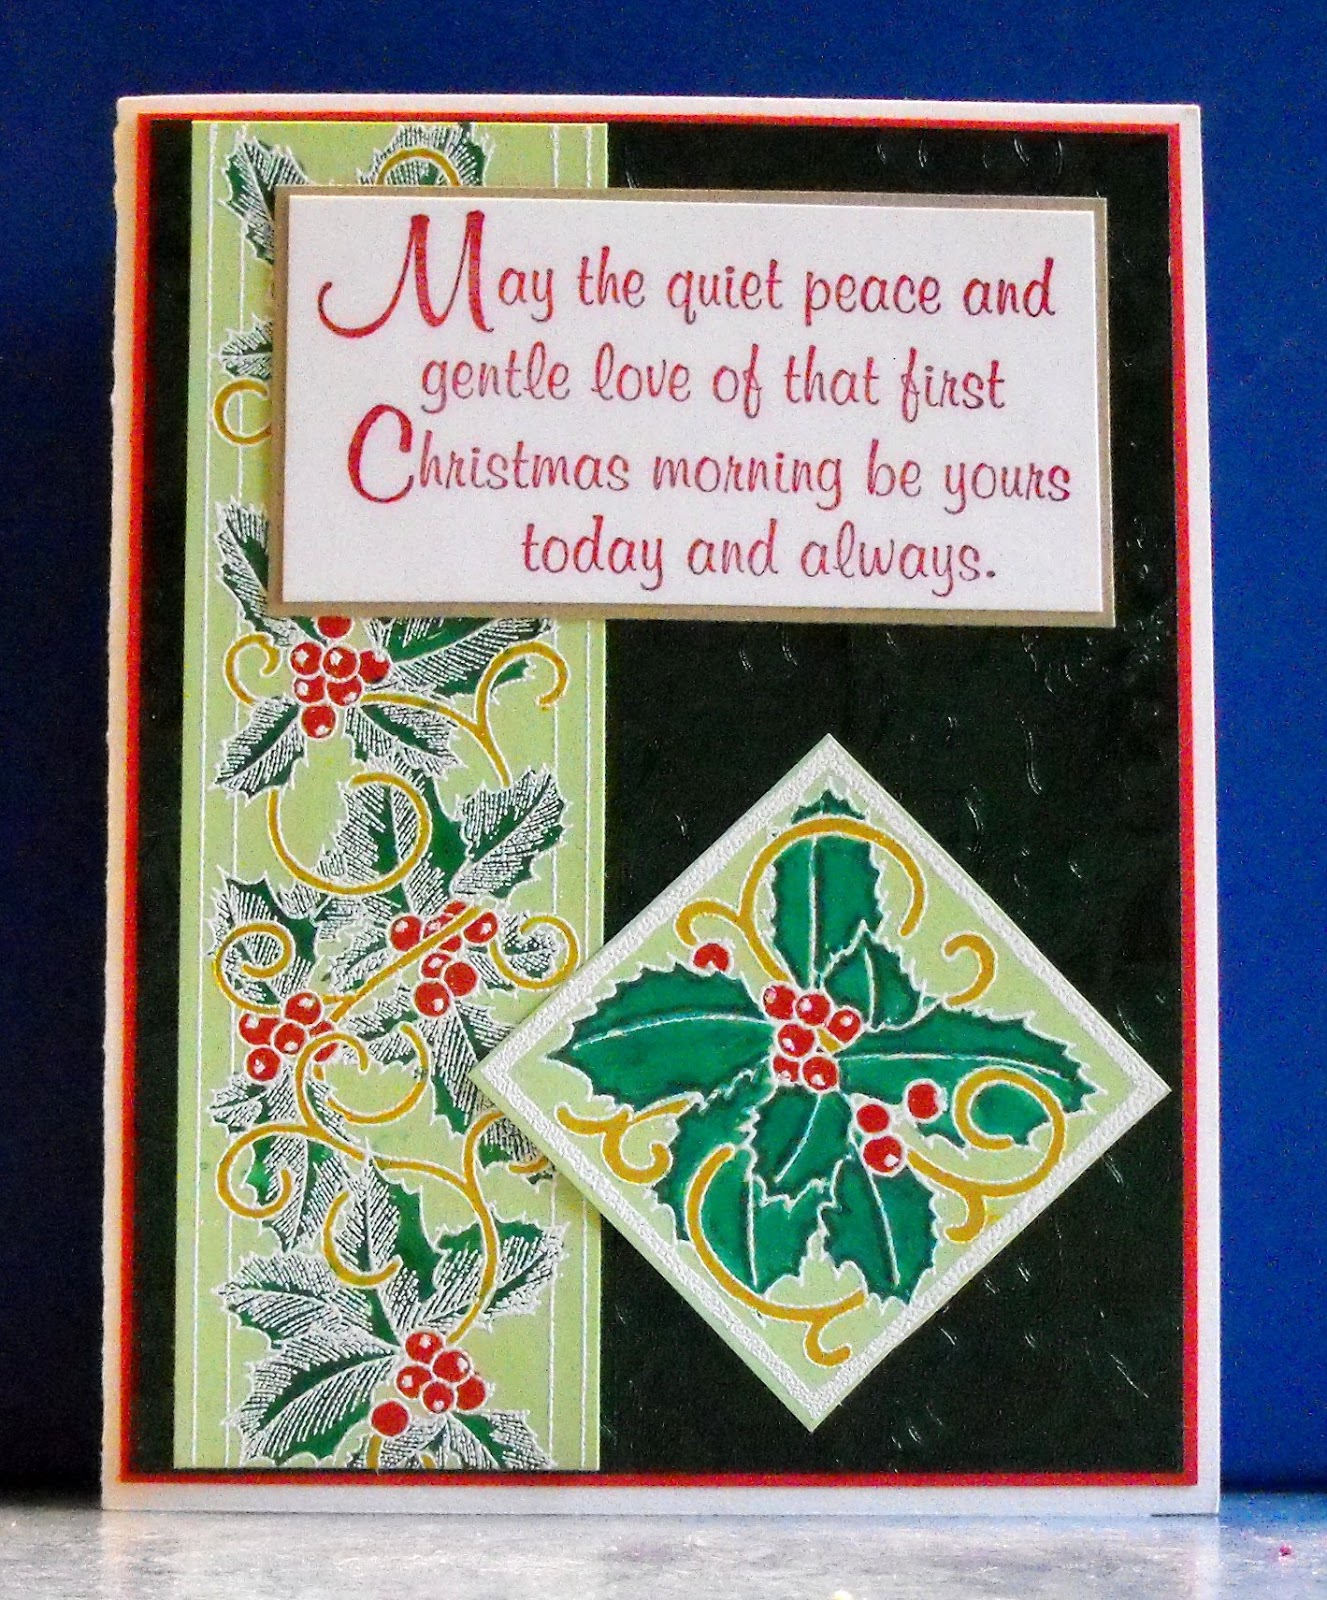 May the quiet peace and
gentle love of that first
Christmas morning be yours
today and always.